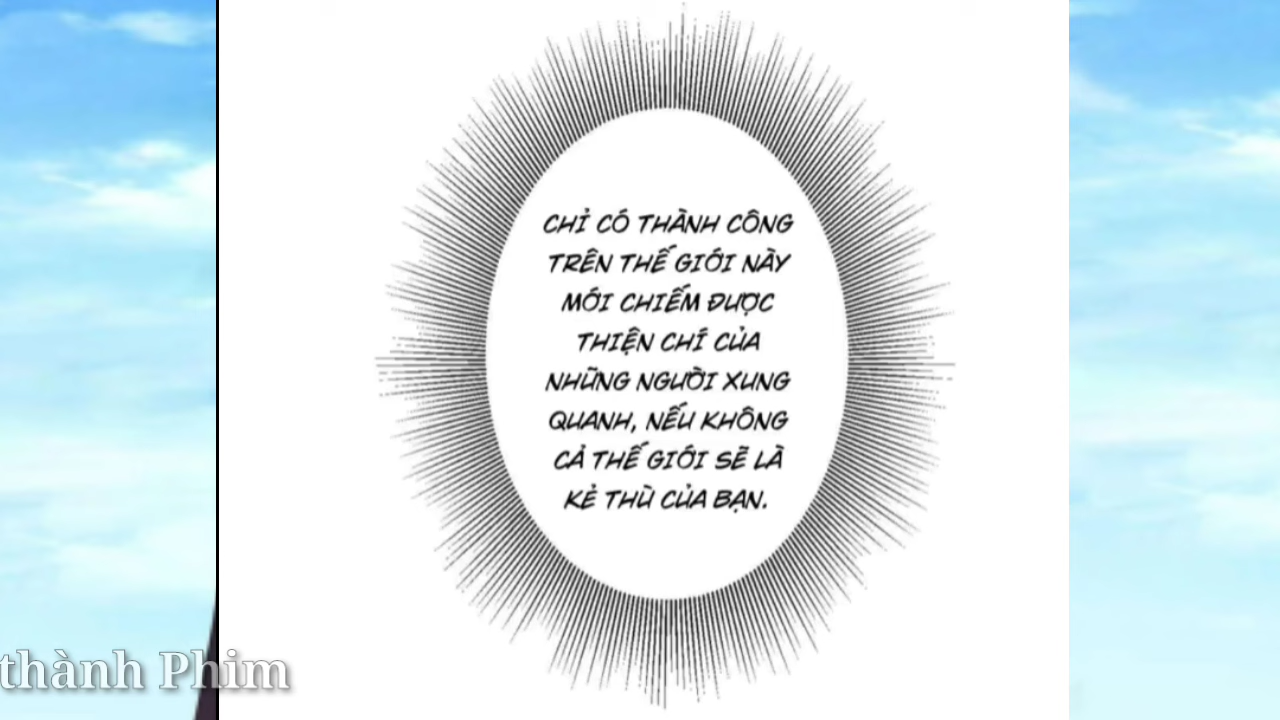 CHỈ CÓ THÀNH CÔNG
TRÊN THẾ GIỚI NÀY
MỚI CHIẾM ĐƯỢC
THIỆN CHÍ CỦA
NHỮNG NGƯỜI XUNG
QUANH, NẾU KHÔNG
CẢ THẾ GIỚI SẼ LÀ
KẺ THÙ CỦA BẠN.
thành Phim